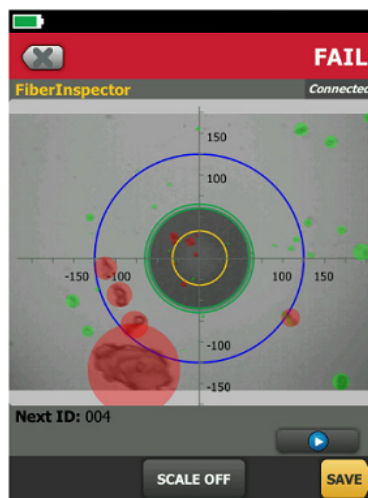 FAIL
FiberInspector
Connected
150
100
-150 -100
100 150
-100
-150
Next ID: 004
SCALE OFF
SAVE